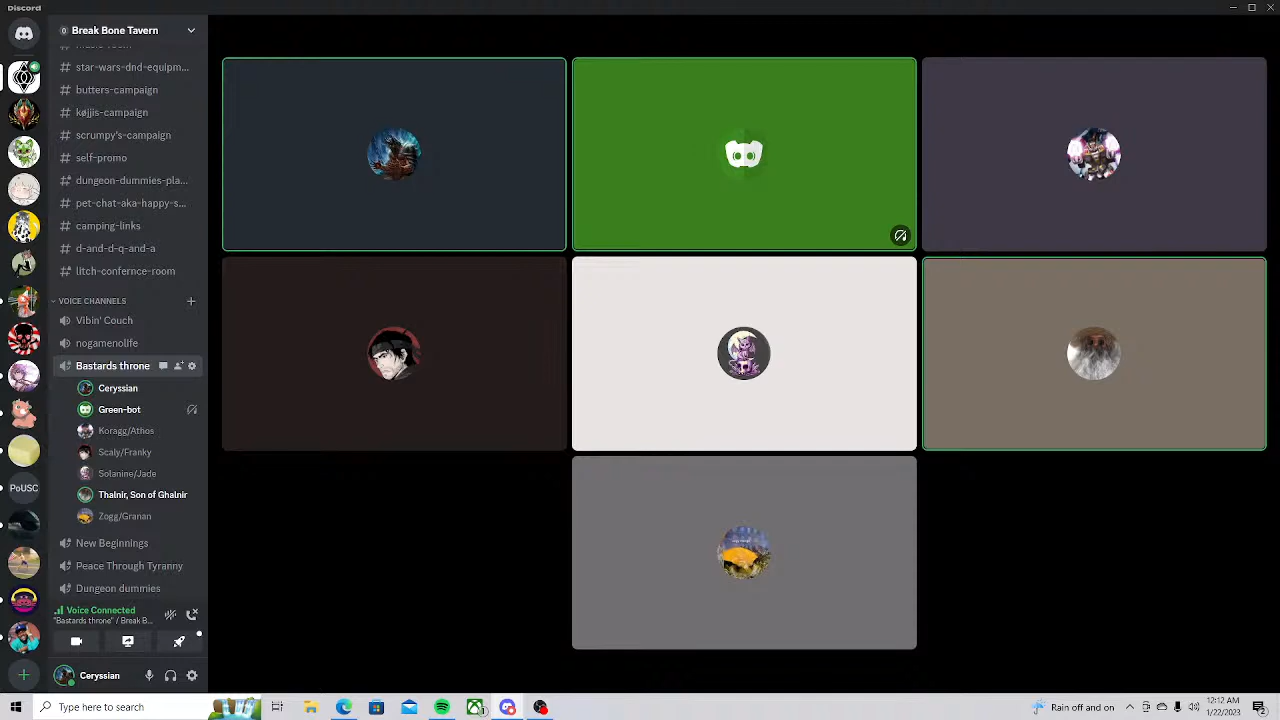 Discord
Break Bone Tavern
star-wars-dnd-equipm...
butters-campaign
køjjis-campaign
scrumpy's-campaign
self-promo
dungeon-dummies-pla...
pet-chat-aka-happy-s...
camping-links
d-and-d-q-and-a
litch-confernce-room
VOICE CHANNELS
Vibin' Couch
nogamenolife
Bastards throne
Ceryssian
Green-bot
Koragg/Athos
Scaly/Franky
Solanine/Jade
Thalnir, Son of Ghalnir
Zogg/Granan
New Beginnings
Peace Through Tyranny
Dungeon dummies
PoUSC
Voice Connected
"Bastards throne" / Break B...
Ceryssian
Type here to search
Rain off and on
12:12 AM
1/22/2023